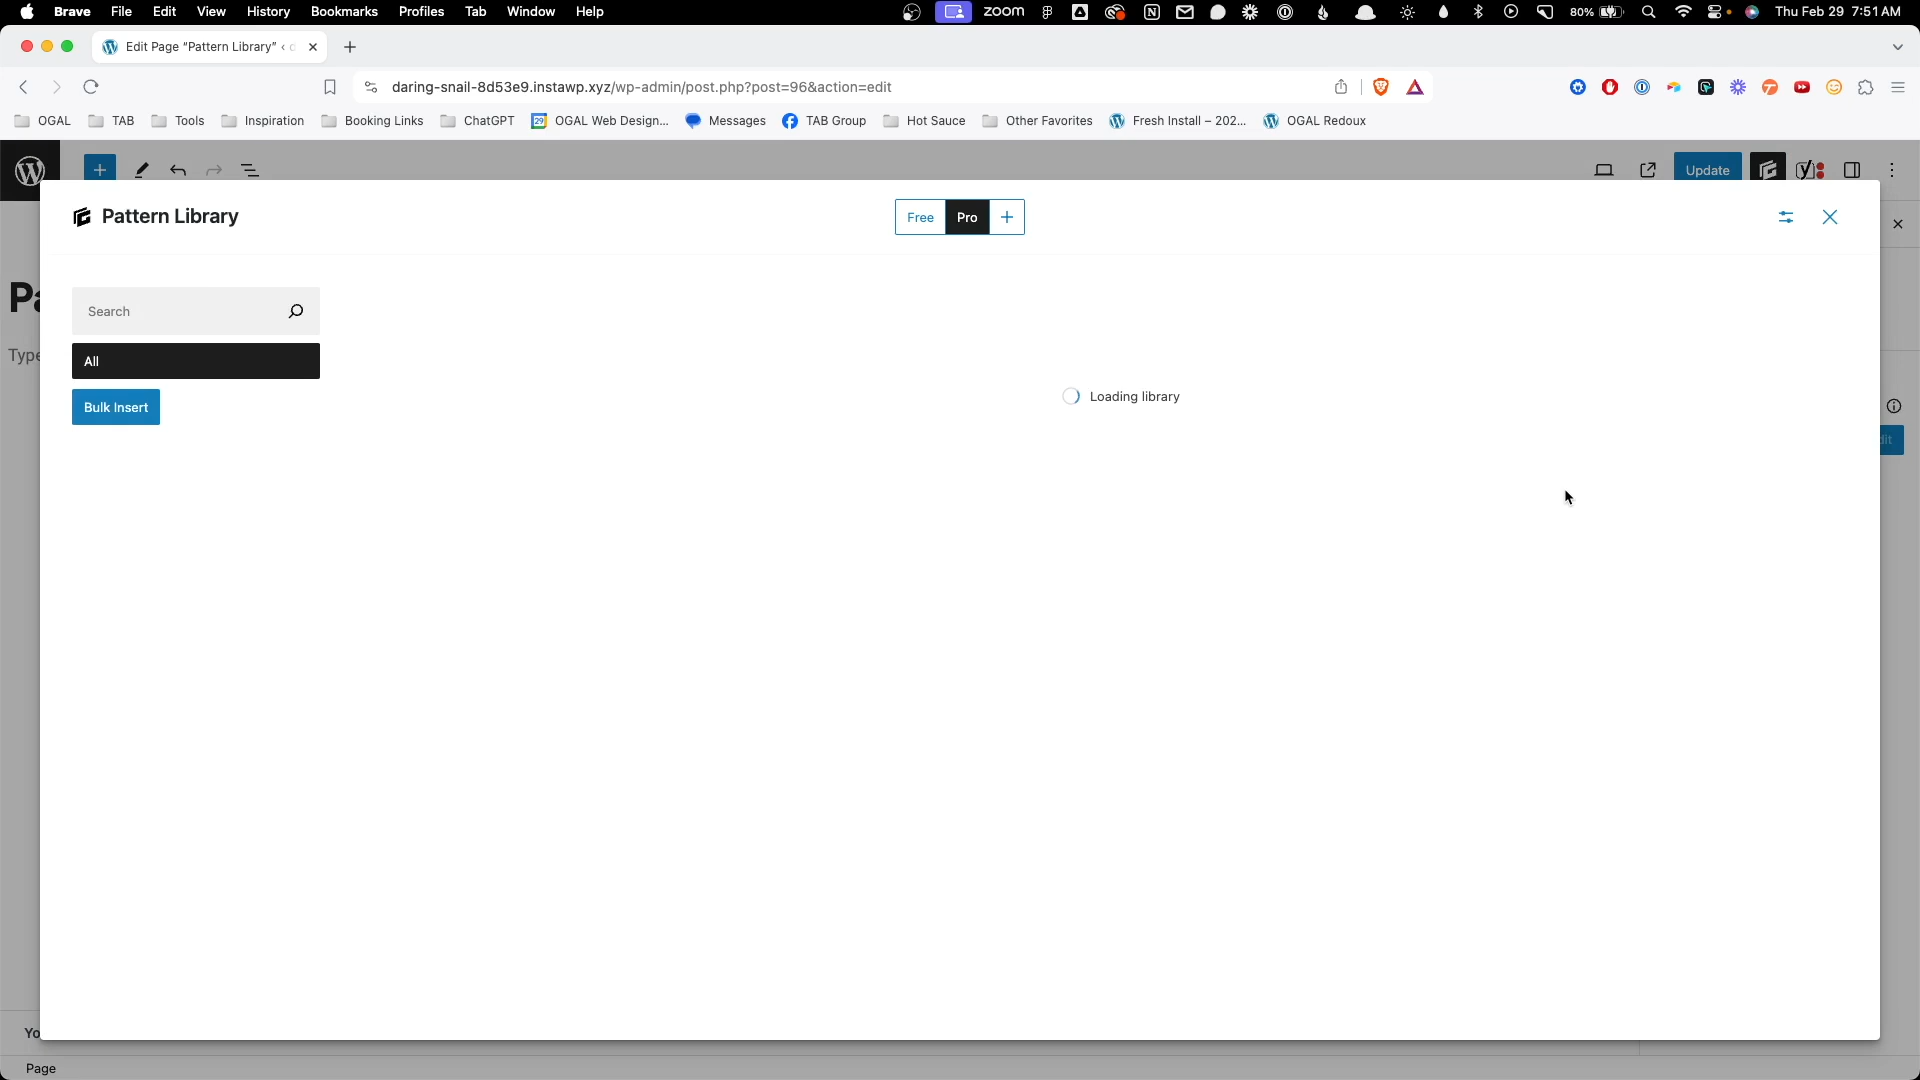 Brave File Edit View History Bookmarks Profiles Tab Window Help zoom 80% Thu Feb 29 7:51 AM
Edit Page “Pattern Library” ‹
daring-snail-8d53e9.instawp.xyz/wp-admin/post.php?post=96&action=edit
OGAL TAB Tools Inspiration Booking Links ChatGPT 29 OGAL Web Design... Messages TAB Group Hot Sauce Other Favorites Fresh Install – 202... OGAL Redoux
Update
Pattern Library Free Pro +
Search
All
Bulk Insert
Loading library
Type
Yo
Page